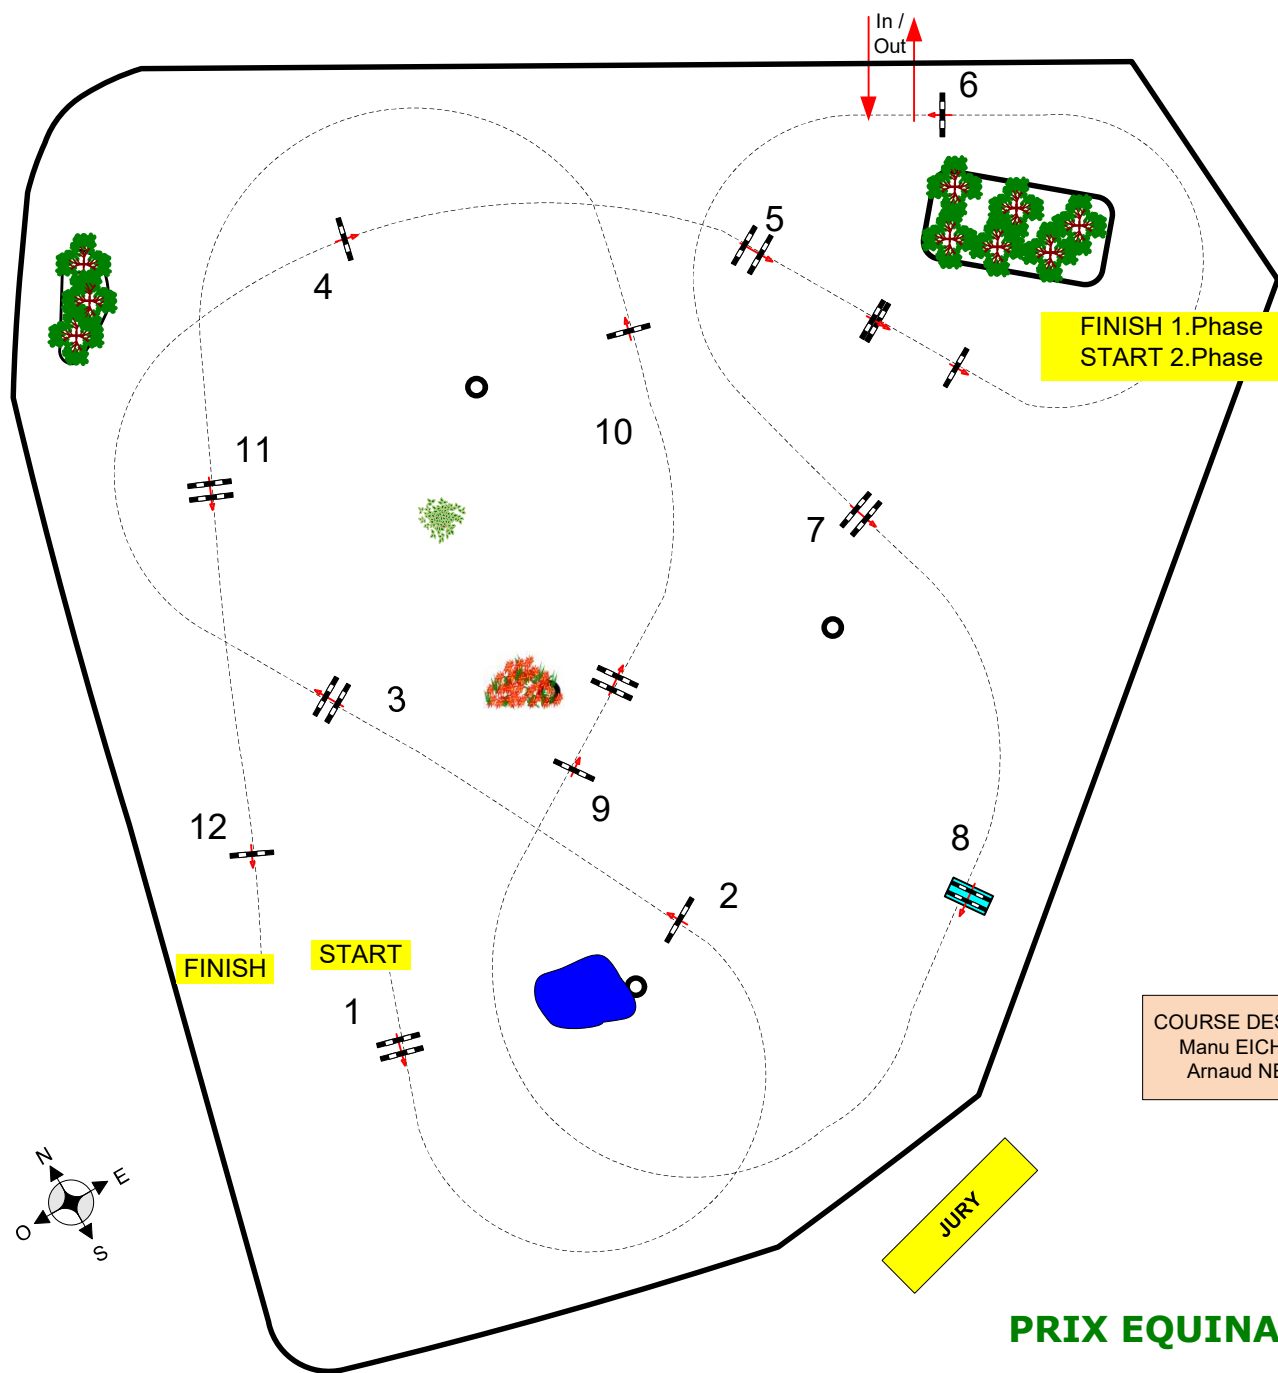 In /
Out
6
5
4
FINISH 1.Phase
START 2.Phase
10
11
7
3
9
12
8
2
FINISH
START
1
COURSE DES
Manu EICH
Arnaud NE
N
E
O
S
JURY
PRIX EQUINA